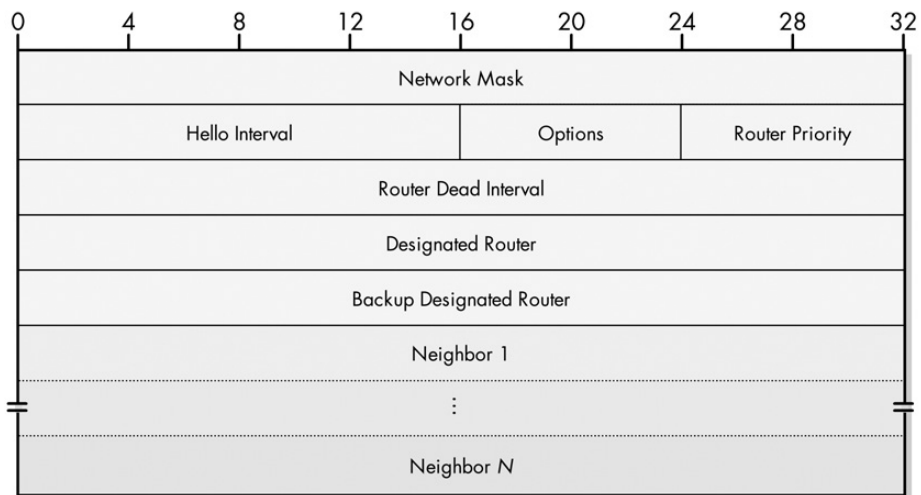 0 4 8 12 16 20 24 28 32
Network Mask
Hello Interval Options Router Priority
Router Dead Interval
Designated Router
Backup Designated Router
Neighbor 1
⋮
Neighbor N